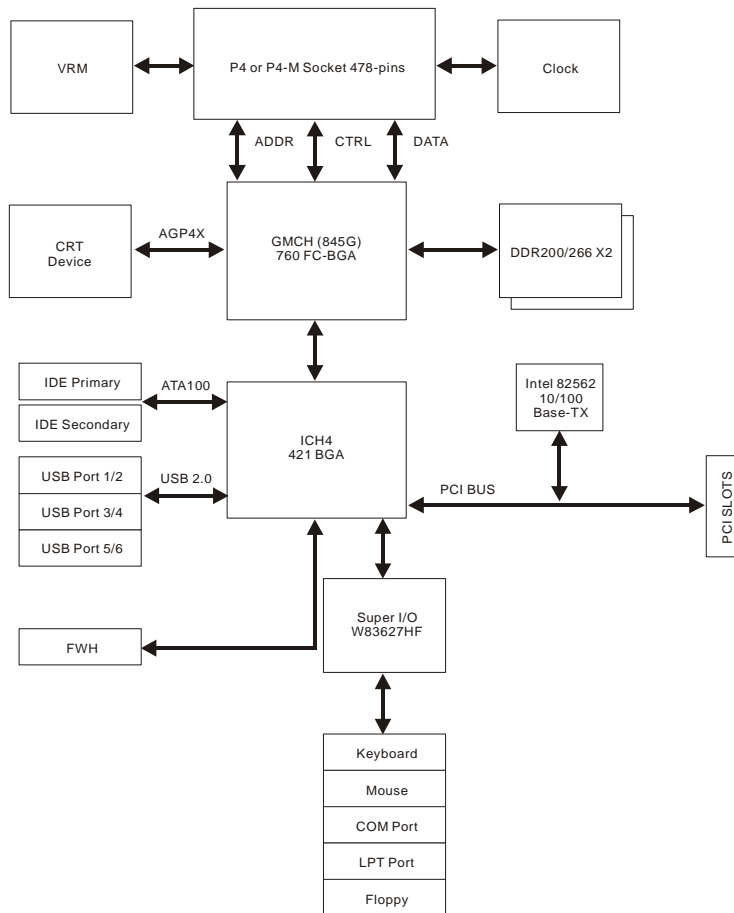 VRM
P4 or P4-M Socket 478-pins
Clock
ADDR
CTRL
DATA
CRT
Device
AGP4X
GMCH (845G)
760 FC-BGA
DDR200/266 X2
IDE Primary
IDE Secondary
ATA100
ICH4
421 BGA
Intel 82562
10/100
Base-TX
USB Port 1/2
USB Port 3/4
USB Port 5/6
USB 2.0
PCI BUS
PCI SLOTS
FWH
Super I/O
W83627HF
Keyboard
Mouse
COM Port
LPT Port
Floppy